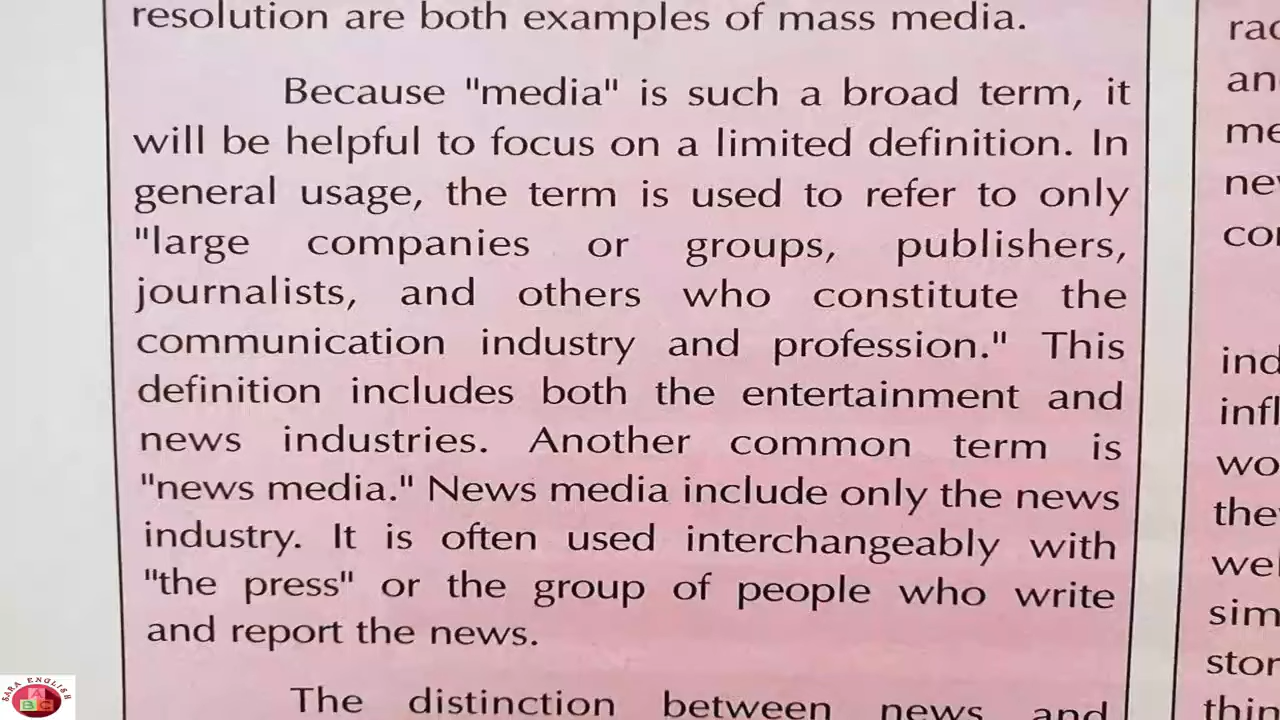 resolution are both examples of mass media.
Because "media" is such a broad term, it
will be helpful to focus on a limited definition. In
general usage, the term is used to refer to only
"large companies or groups, publishers,
journalists, and others who constitute the
communication industry and profession." This
definition includes both the entertainment and
news industries. Another common term is
"news media." News media include only the news
industry. It is often used interchangeably with
"the press" or the group of people who write
and report the news.
The distinction between news and
SARA ENGLISH
ABC